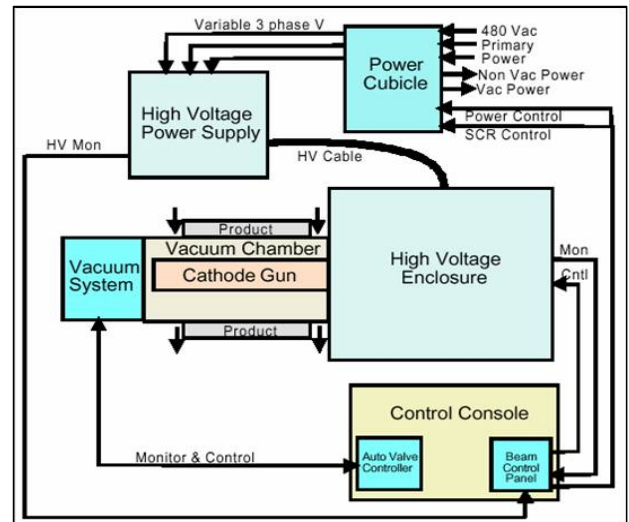 Variable 3 phase V
480 Vac
Primary
Power
Non Vac Power
Vac Power
Power
Cubicle
Power Control
SCR Control
High Voltage
Power Supply
HV Mon
HV Cable
Product
Vacuum Chamber
Cathode Gun
Vacuum
System
Product
High Voltage
Enclosure
Mon
Cntl
Control Console
Monitor & Control
Auto Valve
Controller
Beam
Control
Panel